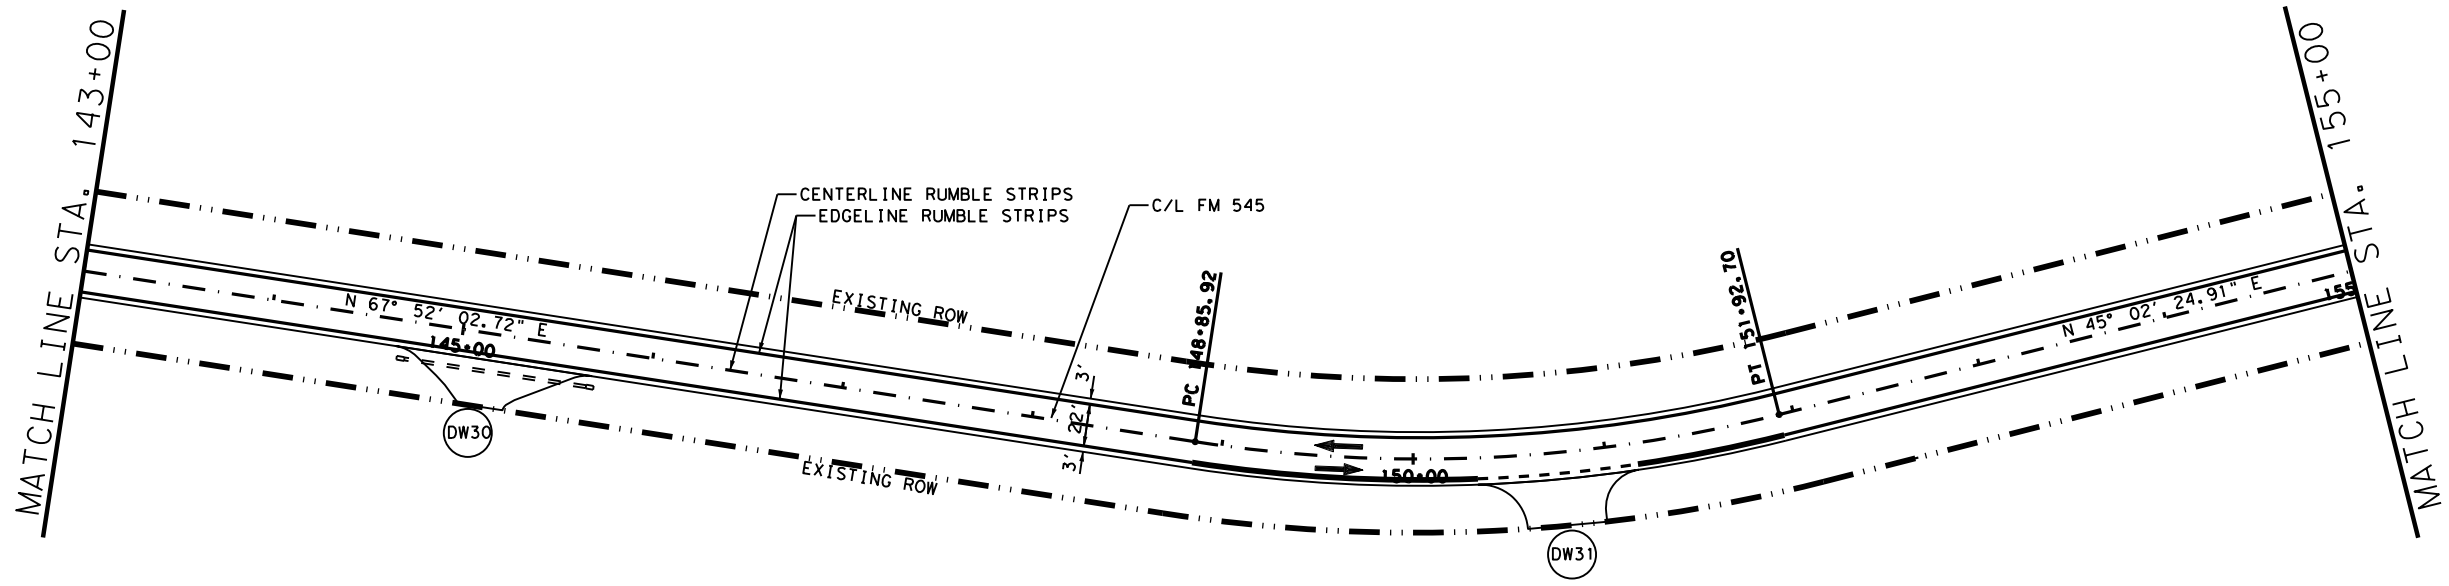 MATCH LINE STA. 143+00
CENTERLINE RUMBLE STRIPS
EDGELINE RUMBLE STRIPS
C/L FM 545
N 67° 52' 02.72" E
145+00
EXISTING ROW
EXISTING ROW
DW30
3'
22'
3'
PC 148+85.92
150+00
PT 151+92.70
DW31
N 45° 02' 24.91" E
155
MATCH LINE STA. 155+00